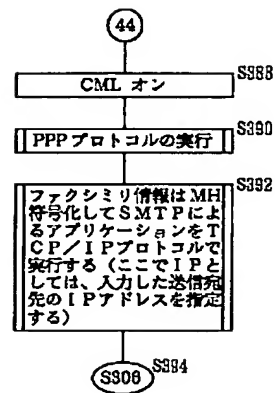 44
CML オン
S388
PPPプロトコルの実行
S390
S392
ファクシミリ情報はMH
符号化してSMTPによ
るアプリケーションをT
CP/IPプロトコルで
実行する（ここでIPと
しては、入力した送信宛
先のIPアドレスを指定
する）
S394
S306